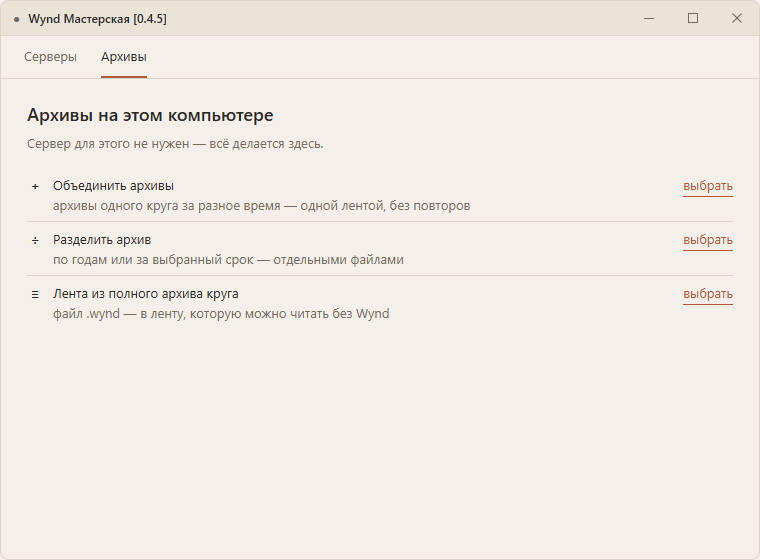 Wynd Мастерская [0.4.5]
Серверы
Архивы
Архивы на этом компьютере
Сервер для этого не нужен — всё делается здесь.
+ Объединить архивы выбрать
архивы одного круга за разное время — одной лентой, без повторов
÷ Разделить архив выбрать
по годам или за выбранный срок — отдельными файлами
Лента из полного архива круга выбрать
файл .wynd — в ленту, которую можно читать без Wynd